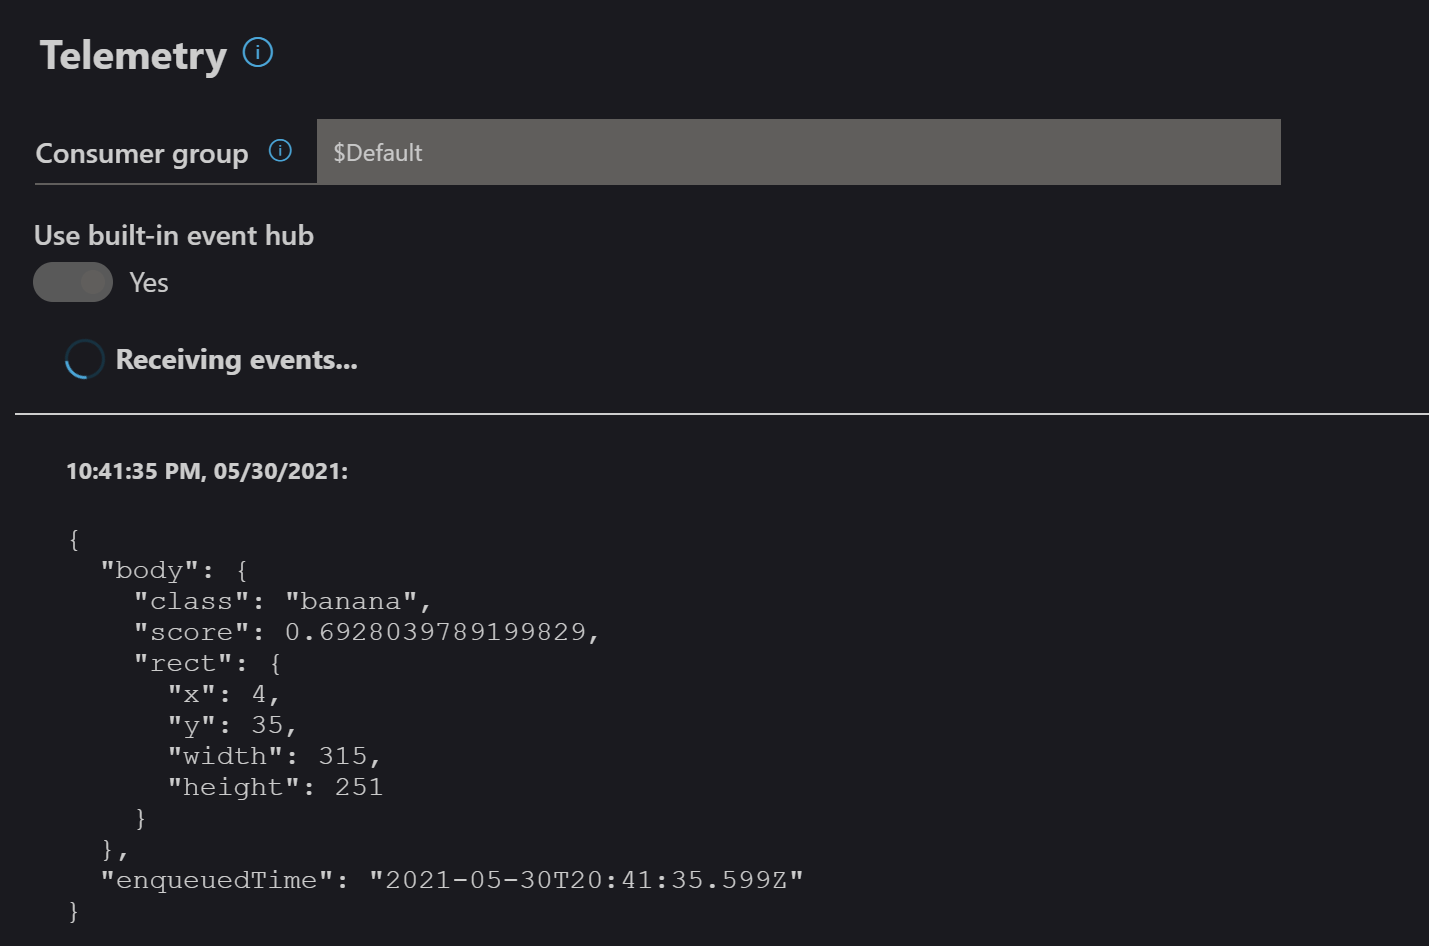 Telemetry
Consumer group $Default
Use built-in event hub
Yes
Receiving events...
10:41:35 PM, 05/30/2021:
{
  "body": {
    "class": "banana",
    "score": 0.6928039789199829,
    "rect": {
      "x": 4,
      "y": 35,
      "width": 315,
      "height": 251
    }
  },
  "enqueuedTime": "2021-05-30T20:41:35.599Z"
}